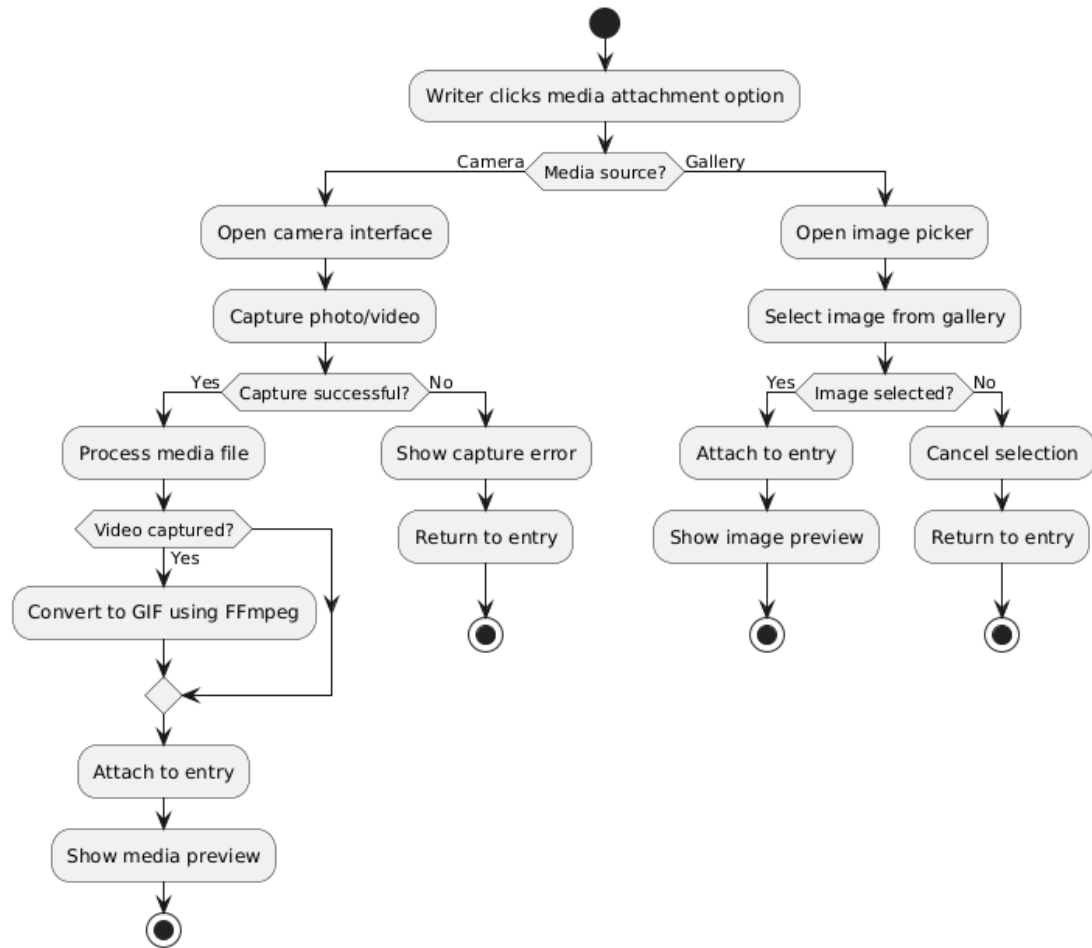 Writer clicks media attachment option
Camera
Media source?
Gallery
Open camera interface
Open image picker
Capture photo/video
Select image from gallery
Yes
Capture successful?
No
Yes
Image selected?
No
Process media file
Show capture error
Attach to entry
Cancel selection
Video captured?
Return to entry
Show image preview
Return to entry
Yes
Convert to GIF using FFmpeg
Attach to entry
Show media preview